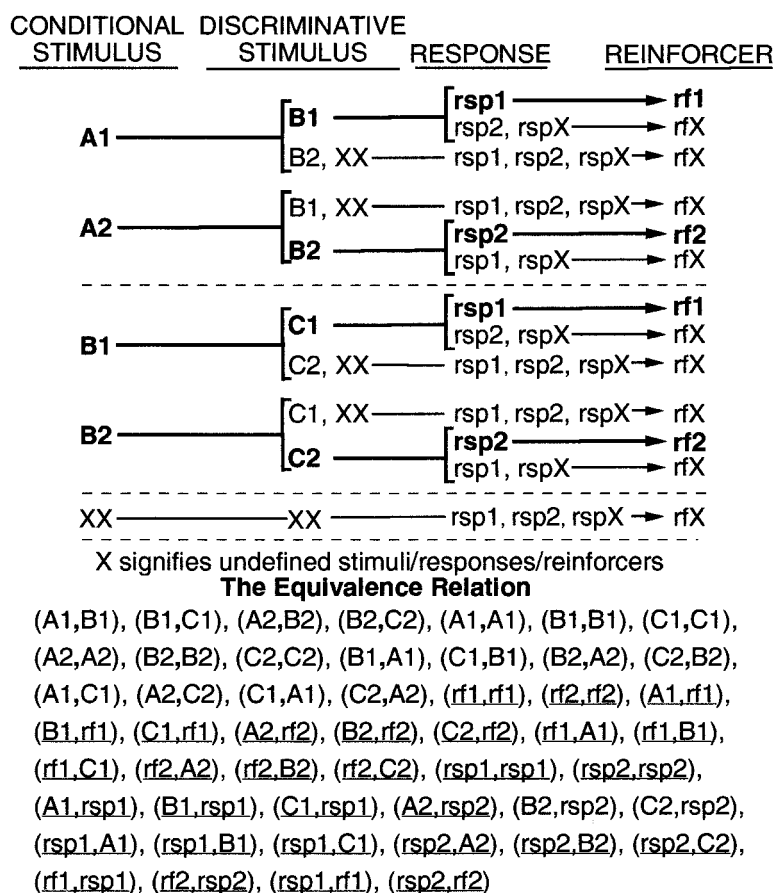 CONDITIONAL DISCRIMINATIVE
STIMULUS STIMULUS RESPONSE REINFORCER
rsp1 rf1
B1
rsp2, rspX rfX
A1
B2, XX rsp1, rsp2, rspX rfX
B1, XX rsp1, rsp2, rspX rfX
A2
rsp2 rf2
B2
rsp1, rspX rfX
rsp1 rf1
C1
rsp2, rspX rfX
B1
C2, XX rsp1, rsp2, rspX rfX
C1, XX rsp1, rsp2, rspX rfX
B2
rsp2 rf2
C2
rsp1, rspX rfX
XX XX rsp1, rsp2, rspX rfX
X signifies undefined stimuli/responses/reinforcers
The Equivalence Relation
(A1,B1), (B1,C1), (A2,B2), (B2,C2), (A1,A1), (B1,B1), (C1,C1),
(A2,A2), (B2,B2), (C2,C2), (B1,A1), (C1,B1), (B2,A2), (C2,B2),
(A1,C1), (A2,C2), (C1,A1), (C2,A2), (rf1,rf1), (rf2,rf2), (A1,rf1),
(B1,rf1), (C1,rf1), (A2,rf2), (B2,rf2), (C2,rf2), (rf1,A1), (rf1,B1),
(rf1,C1), (rf2,A2), (rf2,B2), (rf2,C2), (rsp1,rsp1), (rsp2,rsp2),
(A1,rsp1), (B1,rsp1), (C1,rsp1), (A2,rsp2), (B2,rsp2), (C2,rsp2),
(rsp1,A1), (rsp1,B1), (rsp1,C1), (rsp2,A2), (rsp2,B2), (rsp2,C2),
(rf1,rsp1), (rf2,rsp2), (rsp1,rf1), (rsp2,rf2)